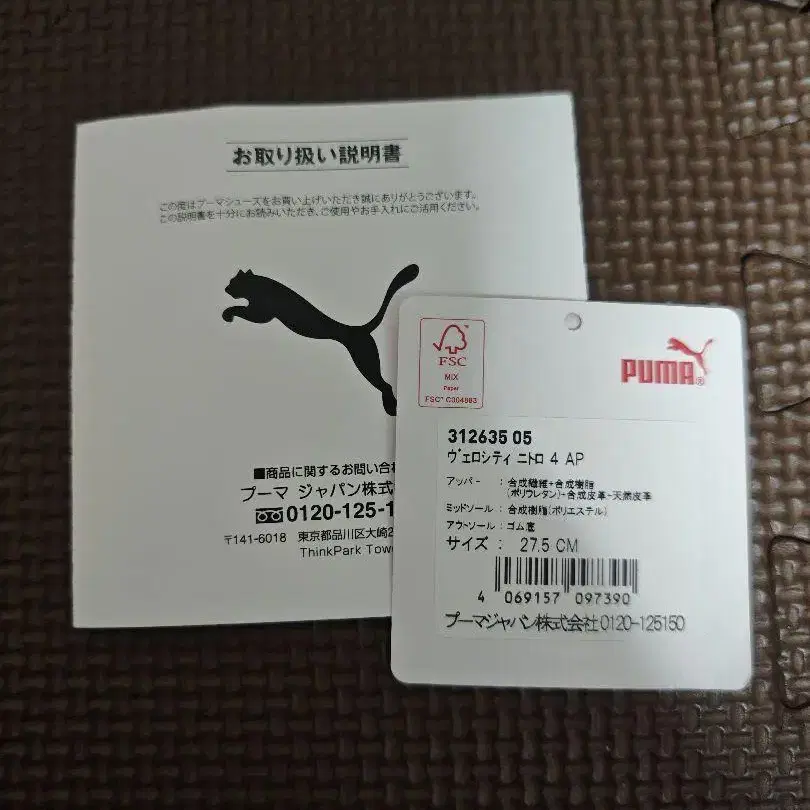 お取り扱い説明書
この度はプーマシューズをお買い上げいただき誠にありがとうございます。
この説明書を十分にお読みいただき、ご使用やお手入れにご活用ください。
■商品に関するお問い合
プーマ ジャパン株式
0120-125-1
〒141-6018 東京都品川区大崎2
ThinkPark Towe
FSC
MIX
Paper
FSC® C004883
PUMA®
312635 05
ヴェロシティ ニトロ 4 AP
アッパー : 合成繊維+合成樹脂
(ポリウレタン)+合成皮革+天然皮革
ミッドソール : 合成樹脂(ポリエステル)
アウトソール : ゴム底
サイズ : 27.5 CM
4 069157 097390
プーマジャパン株式会社0120-125150